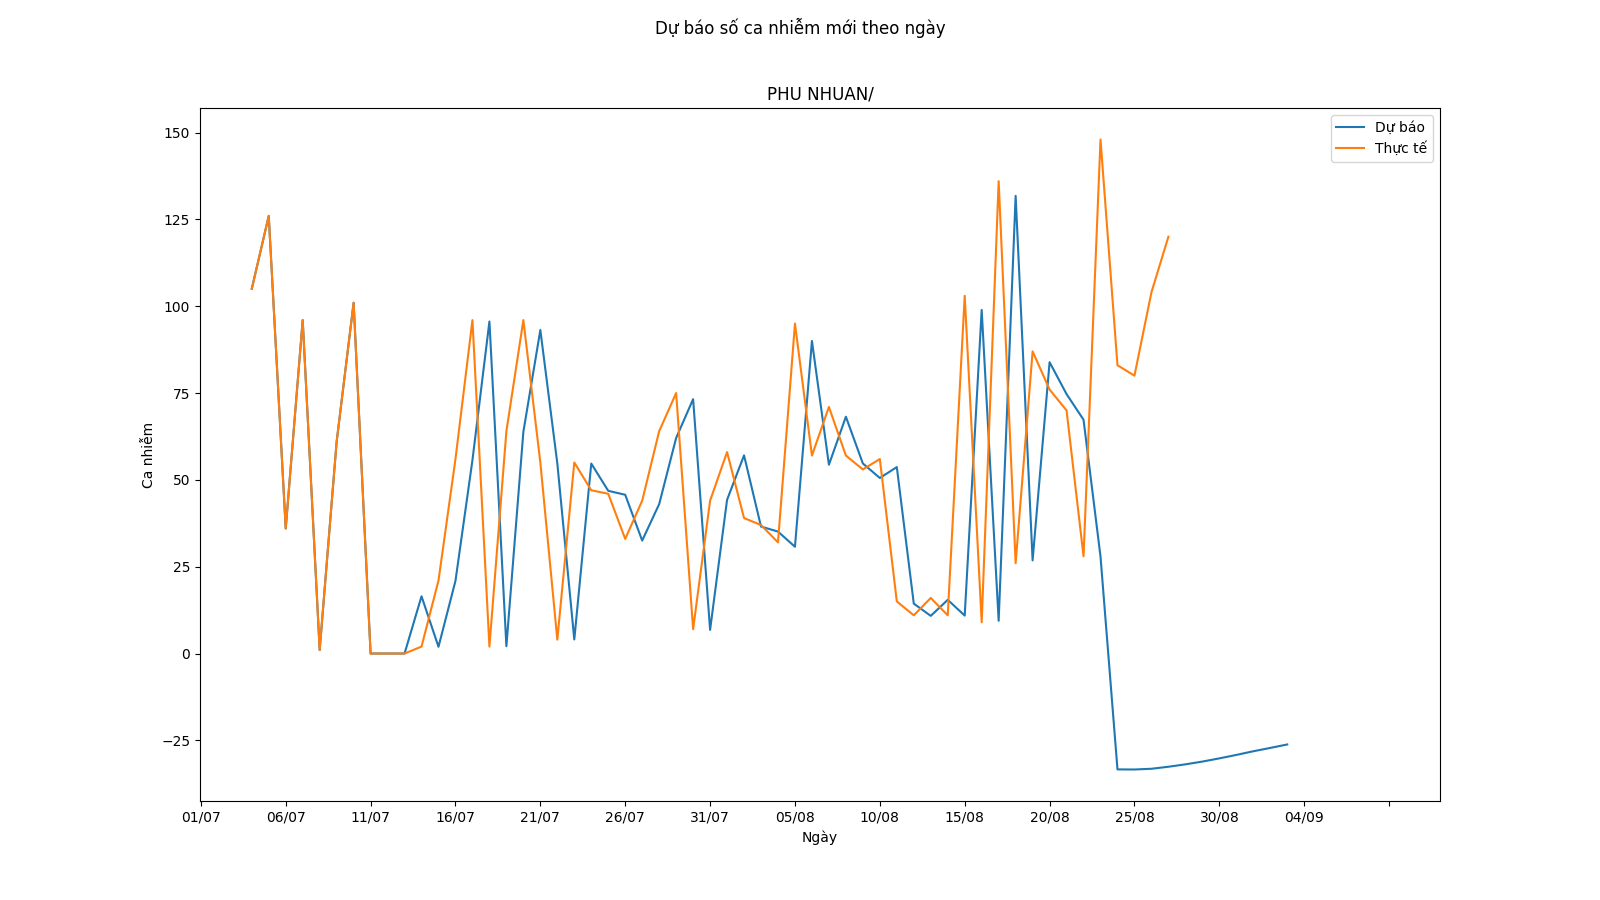 Dự báo số ca nhiễm mới theo ngày
PHU NHUAN/
Dự báo
Thực tế
150
125
100
75
50
25
0
−25
Ca nhiễm
01/07 06/07 11/07 16/07 21/07 26/07 31/07 05/08 10/08 15/08 20/08 25/08 30/08 04/09
Ngày